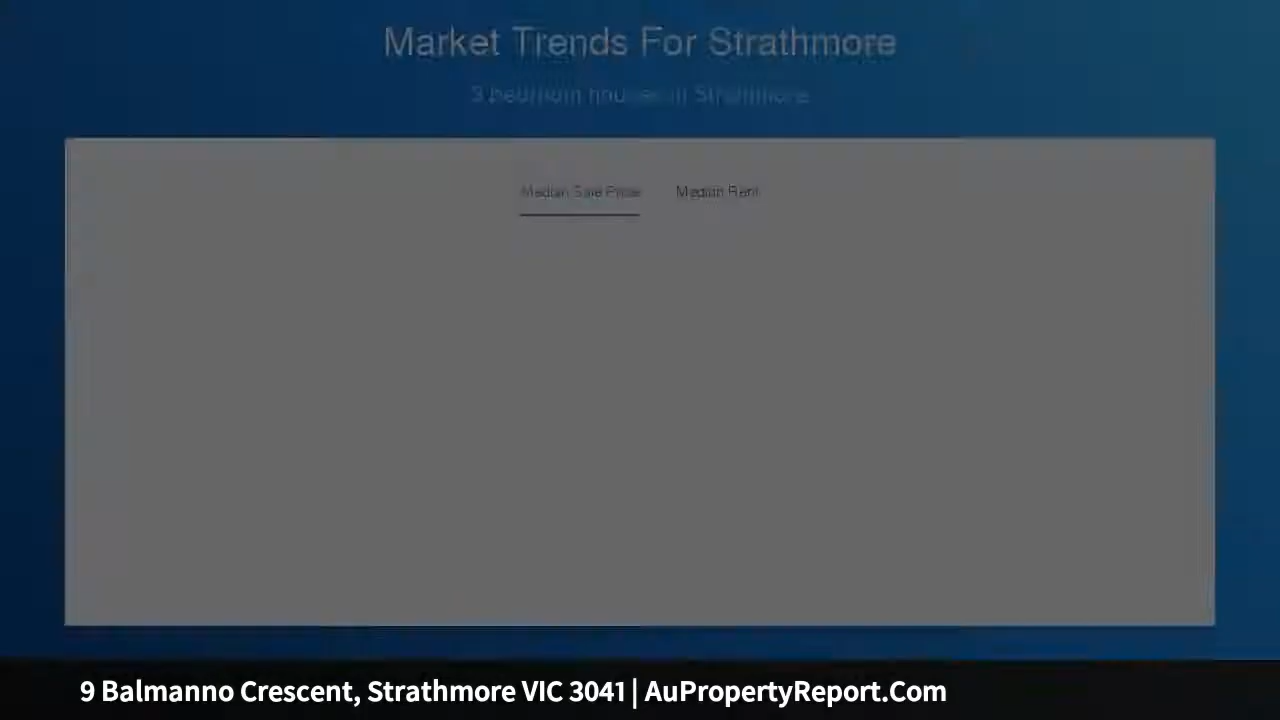 Market Trends For Strathmore
3 bedroom houses in Strathmore
Median Sale Price Median Rent
9 Balmanno Crescent, Strathmore VIC 3041 | AuPropertyReport.Com